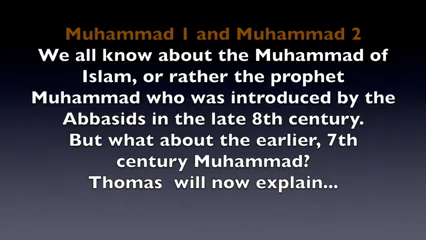 Muhammad 1 and Muhammad 2
We all know about the Muhammad of
Islam, or rather the prophet
Muhammad who was introduced by the
Abbasids in the late 8th century.
But what about the earlier, 7th
century Muhammad?
Thomas will now explain...